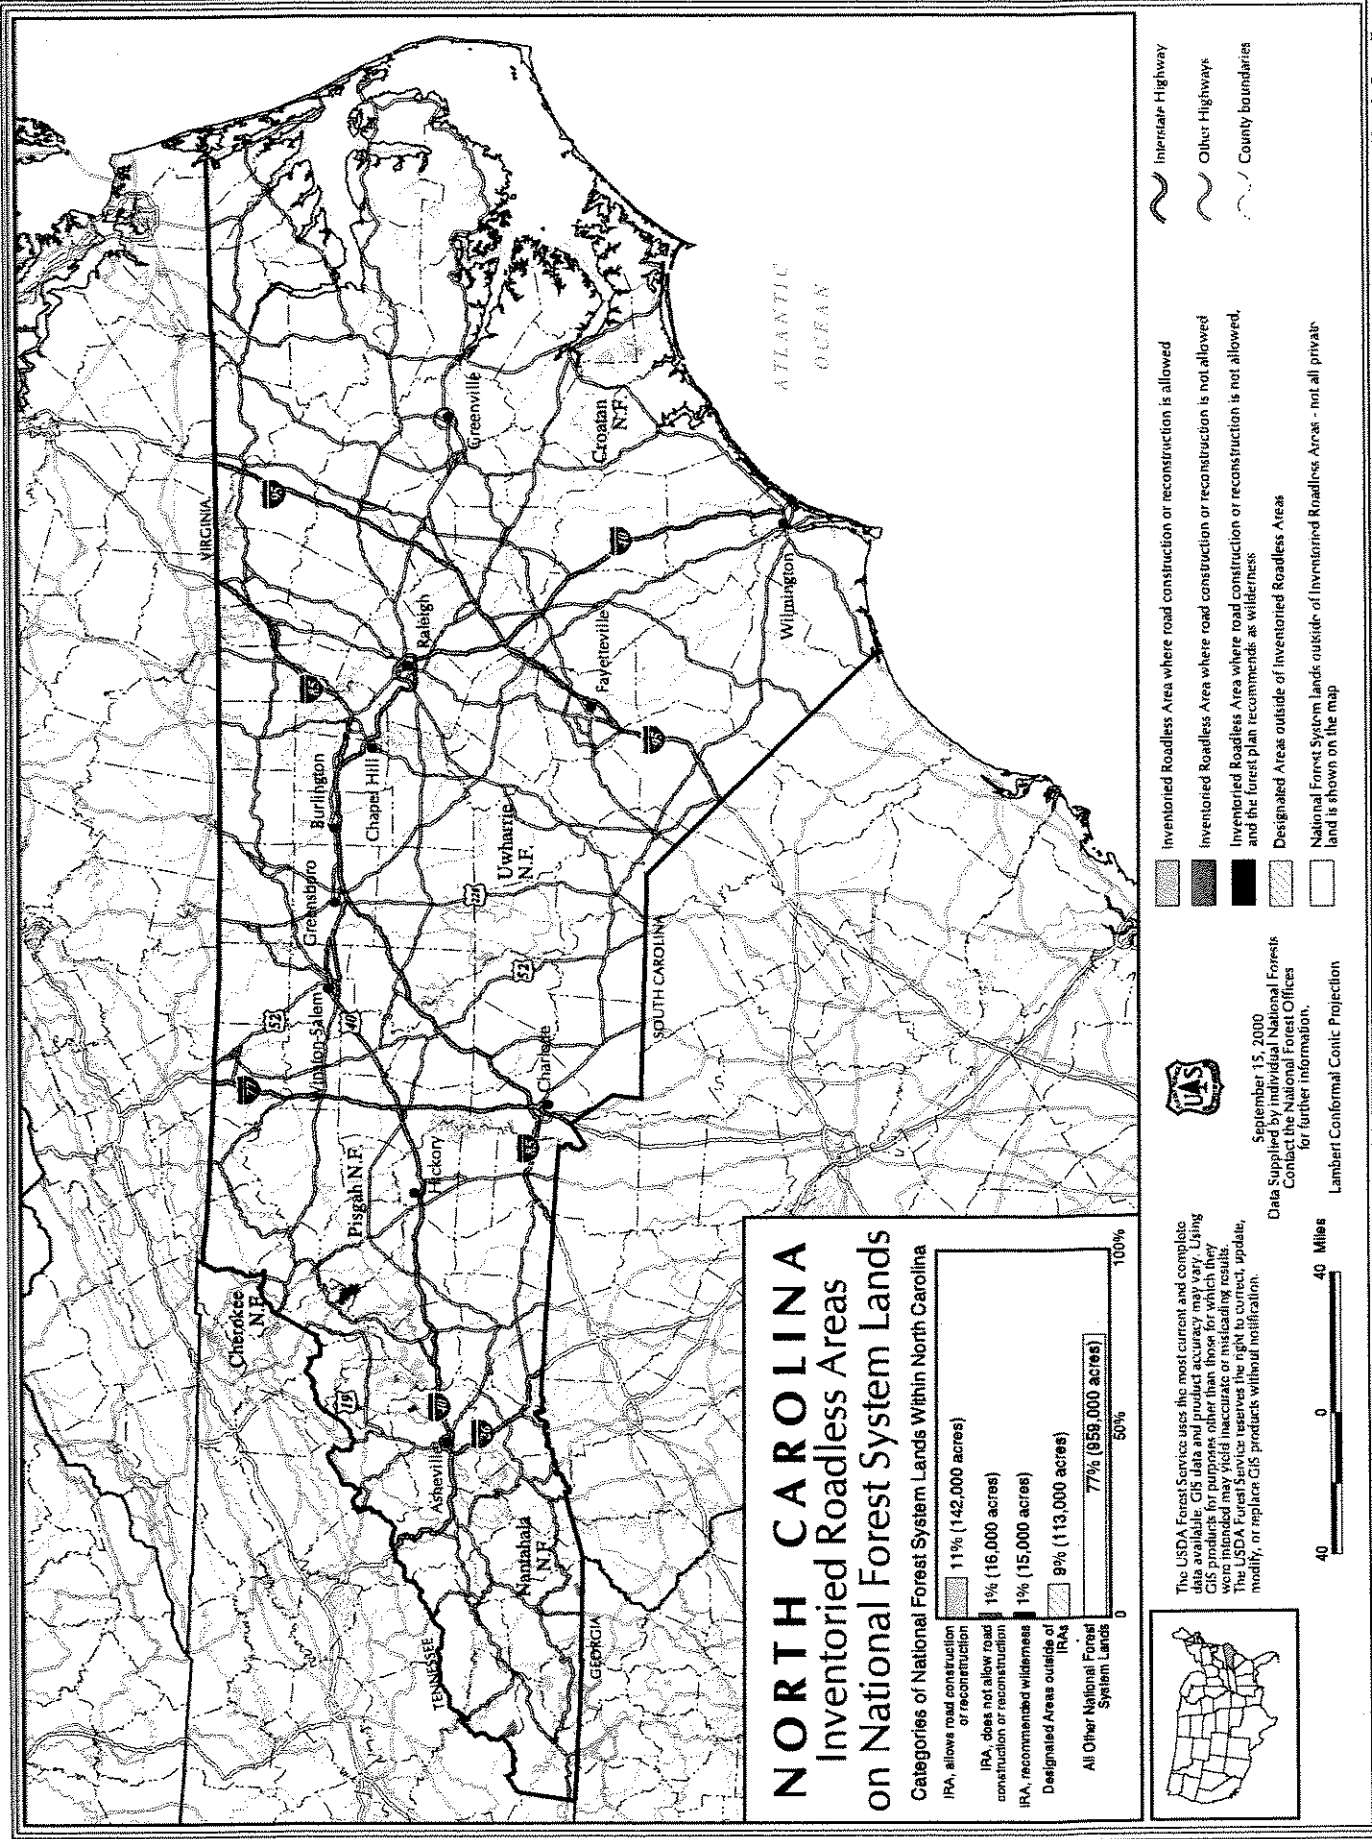 NORTH CAROLINA
Inventoried Roadless Areas
on National Forest System Lands
Categories of National Forest System Lands Within North Carolina
IRA, allows road construction
or reconstruction
11% (142,000 acres)
IRA, does not allow road
construction or reconstruction
1% (16,000 acres)
IRA, recommended wilderness
1% (15,000 acres)
Designated Areas outside of
IRAs
9% (113,000 acres)
All Other National Forest
System Lands
77% (959,000 acres)
0
50%
100%
VIRGINIA
TENNESSEE
GEORGIA
SOUTH CAROLINA
ATLANTIC
OCEAN
Cherokee
N.F.
Pisgah N.F.
Nantahala
N.F.
Uwharrie
N.F.
Croatan
N.F.
Asheville
Hickory
Charlotte
Winston-Salem
Greensboro
Burlington
Chapel Hill
Raleigh
Fayetteville
Wilmington
Greenville
119
40
52
52
220
85
95
40
95
The USDA Forest Service uses the most current and complete
data available. GIS data and product accuracy may vary. Using
GIS products for purposes other than those for which they
were intended may yield inaccurate or misleading results.
The USDA Forest Service reserves the right to correct, update,
modify, or replace GIS products without notification.
40
0
40 Miles
UAS
September 15, 2000
Data Supplied by Individual National Forests
Contact the National Forest Offices
for further information.
Lambert Conformal Conic Projection
Inventoried Roadless Area where road construction or reconstruction is allowed
Inventoried Roadless Area where road construction or reconstruction is not allowed
Inventoried Roadless Area where road construction or reconstruction is not allowed,
and the forest plan recommends as wilderness
Designated Areas outside of Inventoried Roadless Areas
National Forest System lands outside of Inventoried Roadless Areas - not all private
land is shown on the map
Interstate Highway
Other Highways
County boundaries